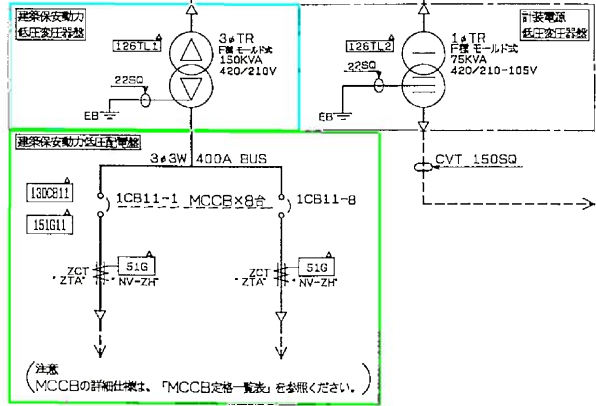 建築保安動力
低圧変圧器盤
126TL1
3φTR
F種 モールド式
150KVA
420/210V
22SQ
EB
計装電源
低圧変圧器盤
126TL2
1φTR
F種 モールド式
75KVA
420/210-105V
22SQ
EB
CVT 150SQ
建築保安動力低圧配電盤
3φ3W 400A BUS
130CB11
151G11
1CB11-1 MCCB×8台 1CB11-8
ZCT
"ZTA"
51G
"NV-ZH"
ZCT
"ZTA"
51G
"NV-ZH"
注意
MCCBの詳細仕様は、「MCCB定格一覧表」を参照ください。